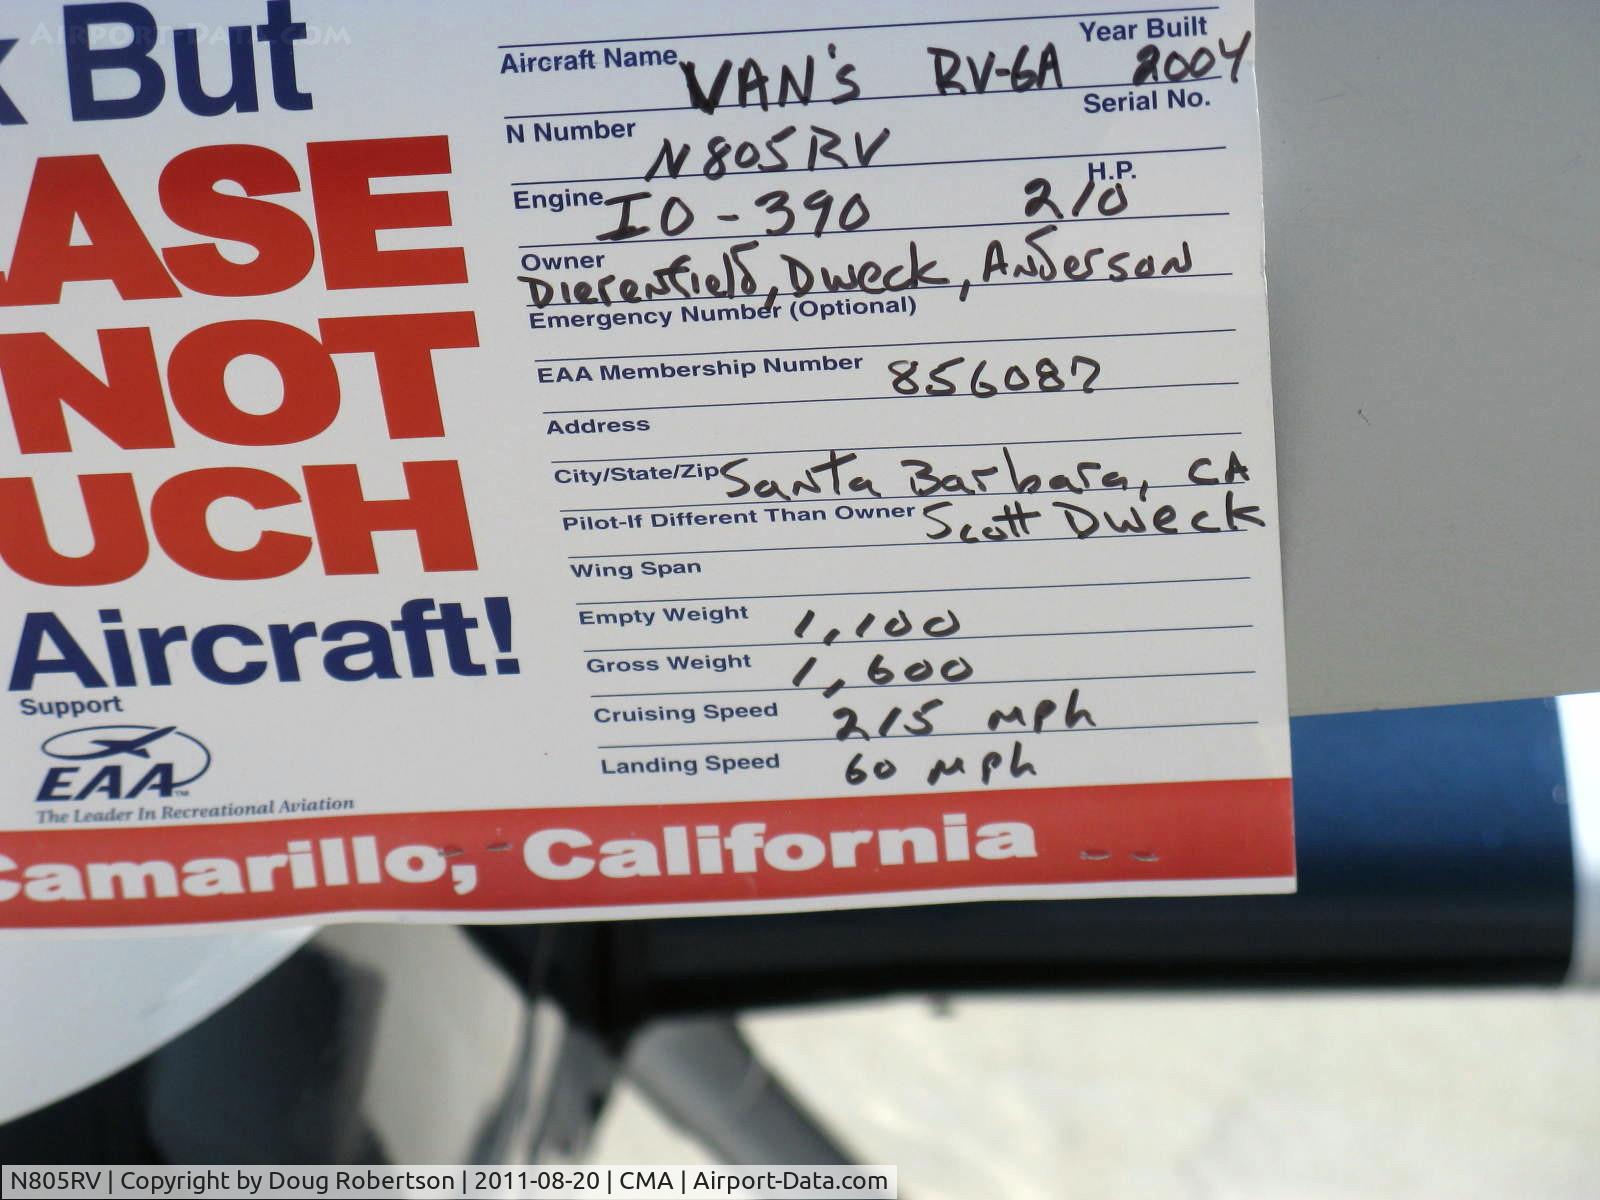 AIRPORT-DATA.COM
k But
ASE
NOT
UCH
Aircraft!
Support
EAA™
The Leader In Recreational Aviation
Aircraft Name VAN's RV-6A Year Built 2004
N Number N805RV Serial No.
Engine IO-390 H.P. 210
Owner Dierenfield, Dweck, Anderson
Emergency Number (Optional)
EAA Membership Number 856087
Address
City/State/Zip Santa Barbara, CA
Pilot-If Different Than Owner Scott Dweck
Wing Span
Empty Weight 1,100
Gross Weight 1,600
Cruising Speed 215 mph
Landing Speed 60 mph
Camarillo, California
N805RV | Copyright by Doug Robertson | 2011-08-20 | CMA | Airport-Data.com